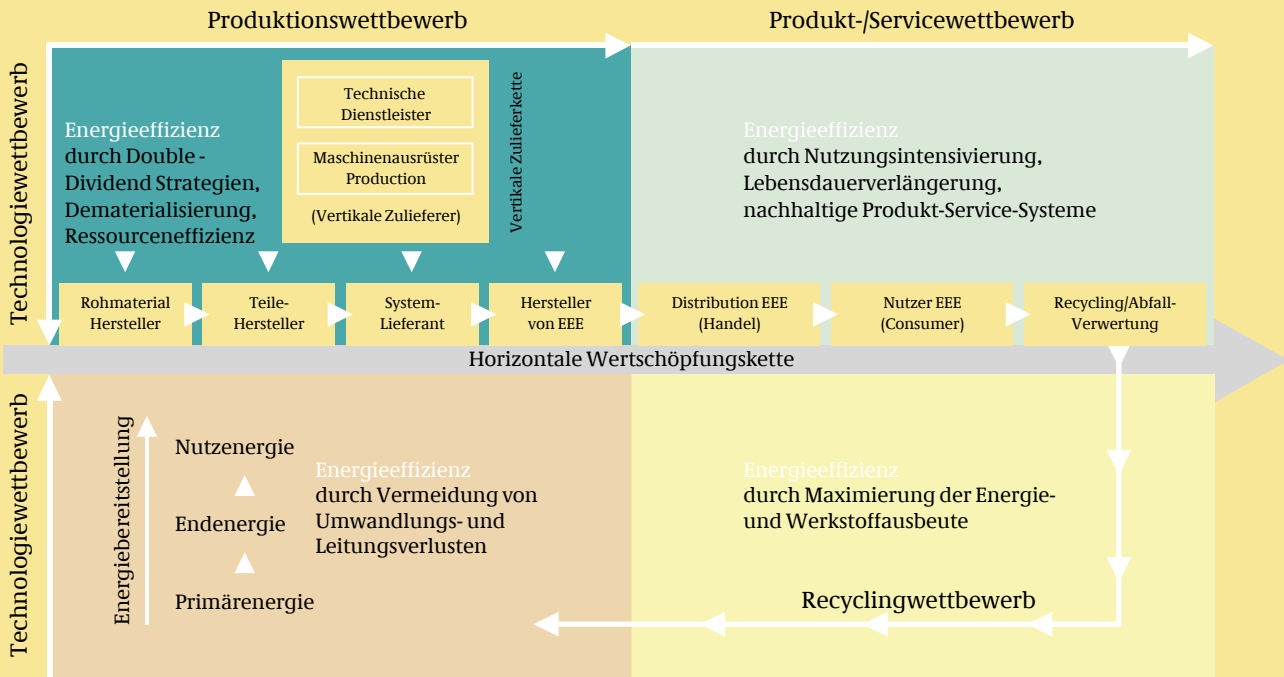 Produktionswettbewerb
Produkt-/Servicewettbewerb
Technologiewettbewerb
Energieeffizienz
durch Double -
Dividend Strategien,
Dematerialisierung,
Ressourceneffizienz
Technische
Dienstleister
Maschinenausrüster
Production
(Vertikale Zulieferer)
Vertikale Zulieferkette
Energieeffizienz
durch Nutzungsintensivierung,
Lebensdauerverlängerung,
nachhaltige Produkt-Service-Systeme
Rohmaterial
Hersteller
Teile-
Hersteller
System-
Lieferant
Hersteller
von EEE
Distribution EEE
(Handel)
Nutzer EEE
(Consumer)
Recycling/Abfall-
Verwertung
Horizontale Wertschöpfungskette
Technologiewettbewerb
Energiebereitstellung
Nutzenergie
Endenergie
Primärenergie
Energieeffizienz
durch Vermeidung von
Umwandlungs- und
Leitungsverlusten
Energieeffizienz
durch Maximierung der Energie-
und Werkstoffausbeute
Recyclingwettbewerb